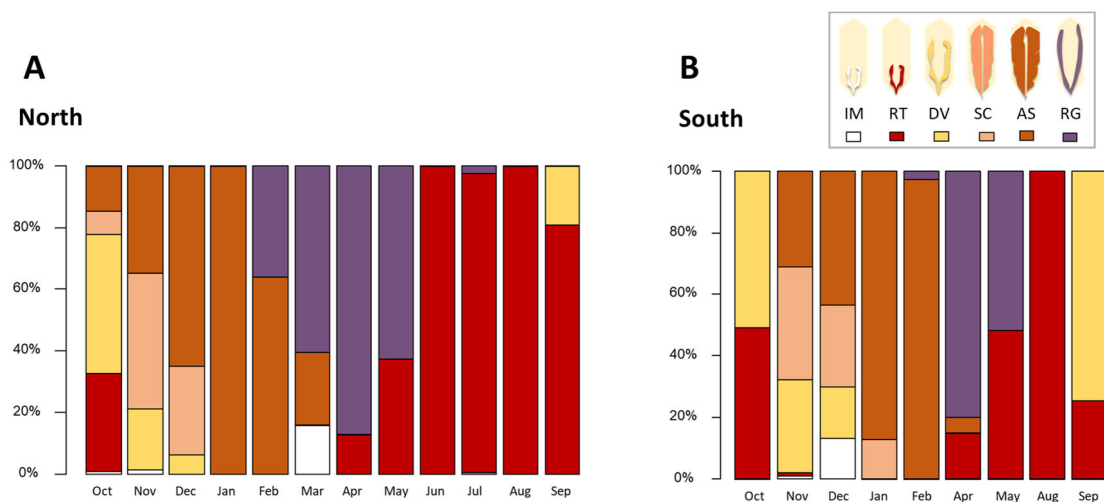 A
North
100%
80%
60%
40%
20%
0%
Oct Nov Dec Jan Feb Mar Apr May Jun Jul Aug Sep
B
South
IM RT DV SC AS RG
100%
80%
60%
40%
20%
0%
Oct Nov Dec Jan Feb Apr May Aug Sep